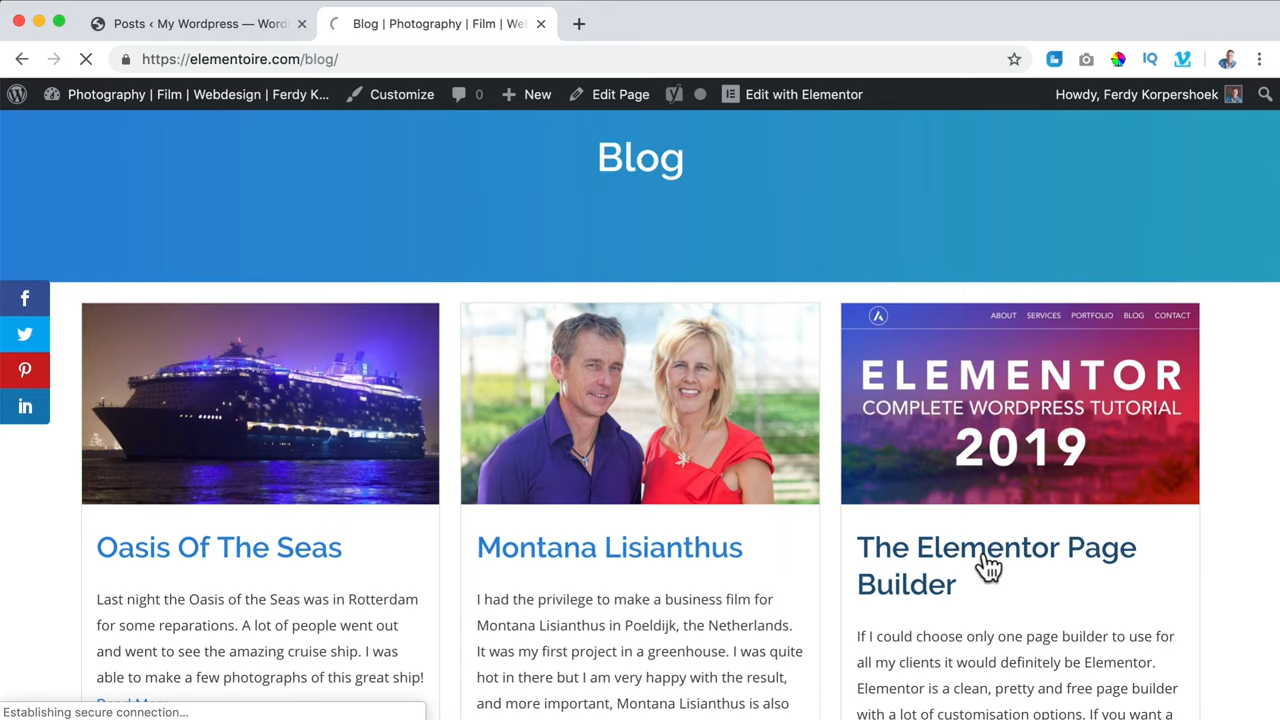 Posts ‹ My Wordpress — Word
Blog | Photography | Film | We
https://elementoire.com/blog/
Photography | Film | Webdesign | Ferdy K...
Customize
0
New
Edit Page
Edit with Elementor
Howdy, Ferdy Korpershoek
Blog
ABOUT SERVICES PORTFOLIO BLOG CONTACT
ELEMENTOR
COMPLETE WORDPRESS TUTORIAL
2019
Oasis Of The Seas
Last night the Oasis of the Seas was in Rotterdam
for some reparations. A lot of people went out
and went to see the amazing cruise ship. I was
able to make a few photographs of this great ship!
Montana Lisianthus
I had the privilege to make a business film for
Montana Lisianthus in Poeldijk, the Netherlands.
It was my first project in a greenhouse. I was quite
hot in there but I am very happy with the result,
and more important, Montana Lisianthus is also
The Elementor Page
Builder
If I could choose only one page builder to use for
all my clients it would definitely be Elementor.
Elementor is a clean, pretty and free page builder
with a lot of customisation options. If you want a
Establishing secure connection...